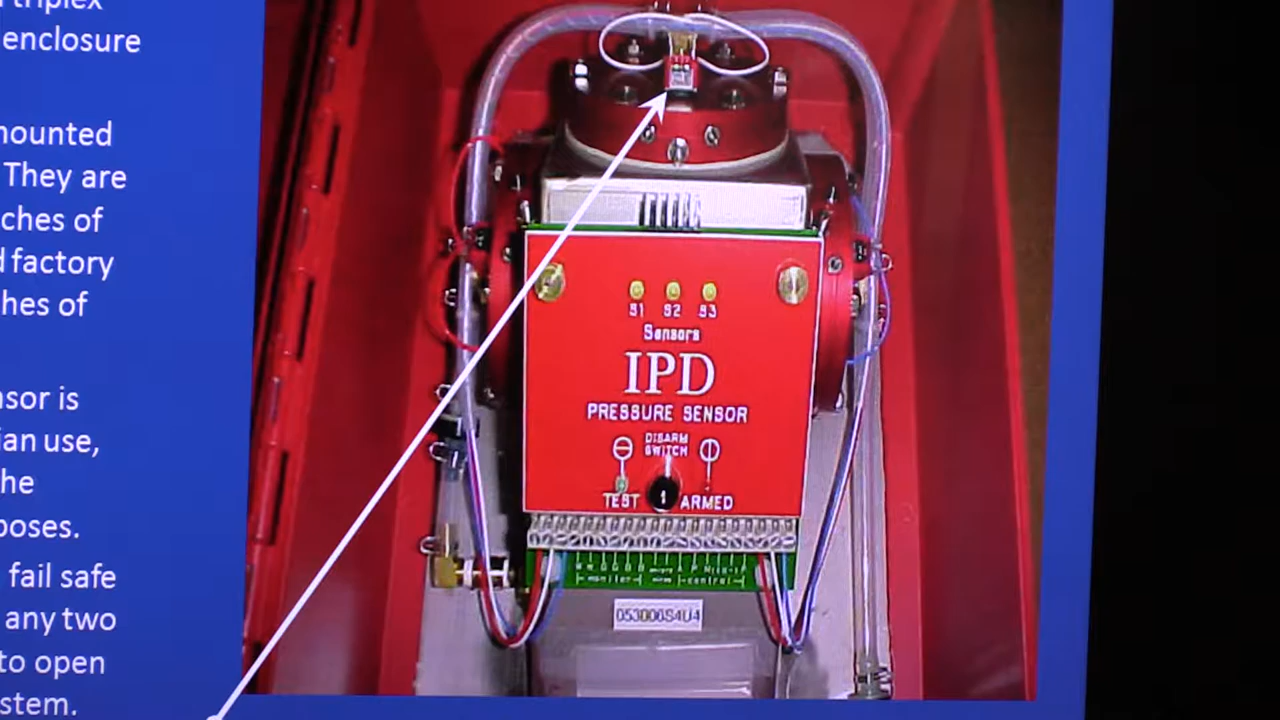 triplex
enclosure
mounted
They are
ches of
factory
hes of
sor is
ian use,
he
poses.
fail safe
any two
to open
stem.
S1 S2 S3
Sensors
IPD
PRESSURE SENSOR
DISARM
SWITCH
TEST ARMED
monitor control
053006S4U4